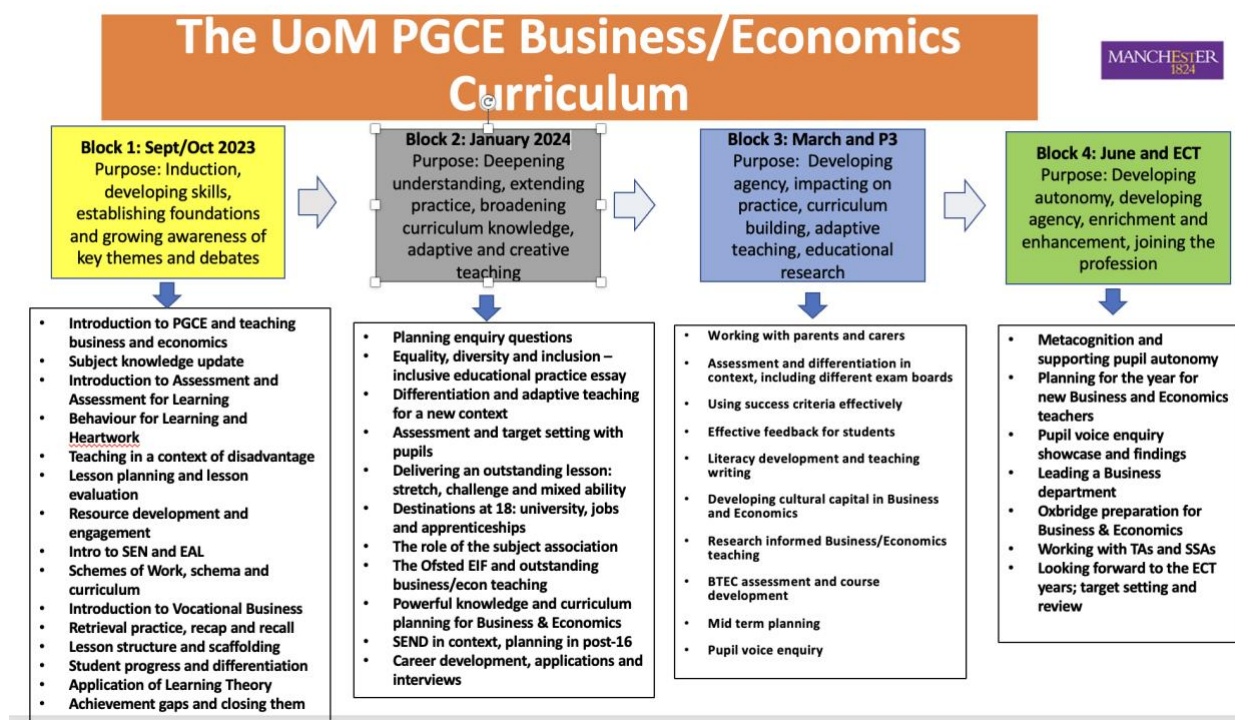 The UoM PGCE Business/Economics
Curriculum
MANCHESTER
1824
Block 1: Sept/Oct 2023
Purpose: Induction,
developing skills,
establishing foundations
and growing awareness of
key themes and debates
Block 2: January 2024
Purpose: Deepening
understanding, extending
practice, broadening
curriculum knowledge,
adaptive and creative
teaching
Block 3: March and P3
Purpose: Developing
agency, impacting on
practice, curriculum
building, adaptive
teaching, educational
research
Block 4: June and ECT
Purpose: Developing
autonomy, developing
agency, enrichment and
enhancement, joining the
profession
• Introduction to PGCE and teaching
business and economics
• Subject knowledge update
• Introduction to Assessment and
Assessment for Learning
• Behaviour for Learning and
Heartwork
• Teaching in a context of disadvantage
• Lesson planning and lesson
evaluation
• Resource development and
engagement
• Intro to SEN and EAL
• Schemes of Work, schema and
curriculum
• Introduction to Vocational Business
• Retrieval practice, recap and recall
• Lesson structure and scaffolding
• Student progress and differentiation
• Application of Learning Theory
• Achievement gaps and closing them
• Planning enquiry questions
• Equality, diversity and inclusion –
inclusive educational practice essay
• Differentiation and adaptive teaching
for a new context
• Assessment and target setting with
pupils
• Delivering an outstanding lesson:
stretch, challenge and mixed ability
• Destinations at 18: university, jobs
and apprenticeships
• The role of the subject association
• The Ofsted EIF and outstanding
business/econ teaching
• Powerful knowledge and curriculum
planning for Business & Economics
• SEND in context, planning in post-16
• Career development, applications and
interviews
• Working with parents and carers
• Assessment and differentiation in
context, including different exam boards
• Using success criteria effectively
• Effective feedback for students
• Literacy development and teaching
writing
• Developing cultural capital in Business
and Economics
• Research informed Business/Economics
teaching
• BTEC assessment and course
development
• Mid term planning
• Pupil voice enquiry
• Metacognition and
supporting pupil autonomy
• Planning for the year for
new Business and Economics
teachers
• Pupil voice enquiry
showcase and findings
• Leading a Business
department
• Oxbridge preparation for
Business & Economics
• Working with TAs and SSAs
• Looking forward to the ECT
years; target setting and
review